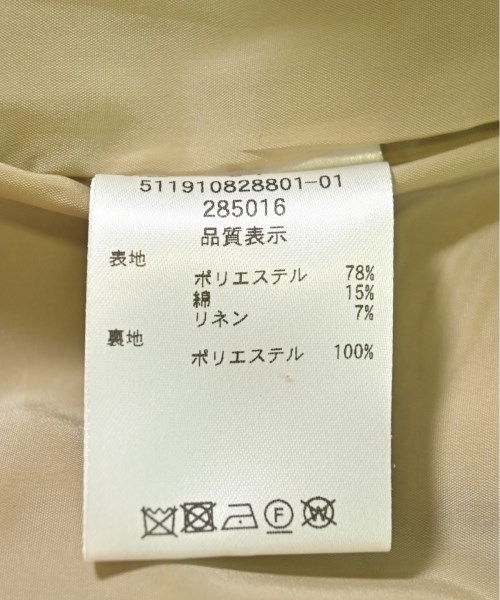 511910828801-01
285016
品質表示
表地
ポリエステル 78%
綿 15%
リネン 7%
裏地
ポリエステル 100%
F
W